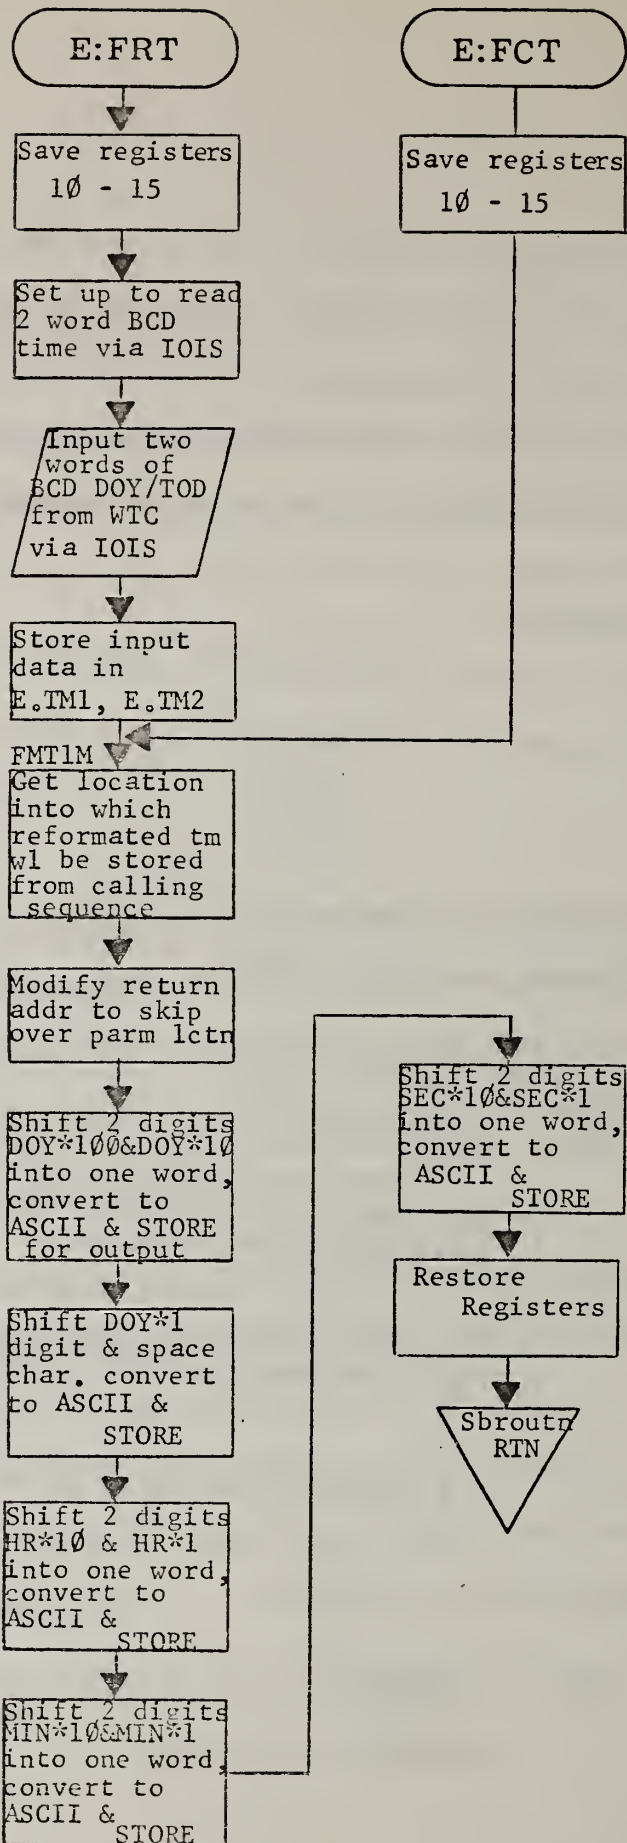 E:FRT
Save registers
1Ø - 15
Set up to read
2 word BCD
time via IOIS
Input two
words of
BCD DOY/TOD
from WTC
via IOIS
Store input
data in
E.TM1, E.TM2
FMT1M
Get location
into which
reformated tm
wl be stored
from calling
sequence
Modify return
addr to skip
over parm lctn
Shift 2 digits
DOY*1ØØ&DOY*1Ø
into one word,
convert to
ASCII & STORE
for output
Shift DOY*1
digit & space
char. convert
to ASCII &
STORE
Shift 2 digits
HR*1Ø & HR*1
into one word,
convert to
ASCII &
STORE
Shift 2 digits
MIN*1Ø&MIN*1
into one word,
convert to
ASCII &
STORE
E:FCT
Save registers
1Ø - 15
Shift 2 digits
SEC*1Ø&SEC*1
into one word,
convert to
ASCII &
STORE
Restore
Registers
Sbroutn
RTN